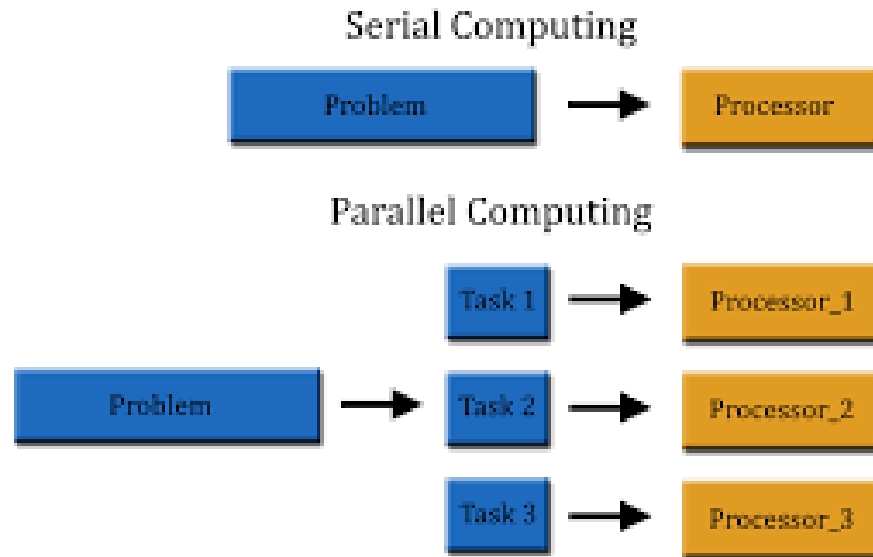 Serial Computing
Problem
Processor
Parallel Computing
Task 1
Processor_1
Problem
Task 2
Processor_2
Task 3
Processor_3